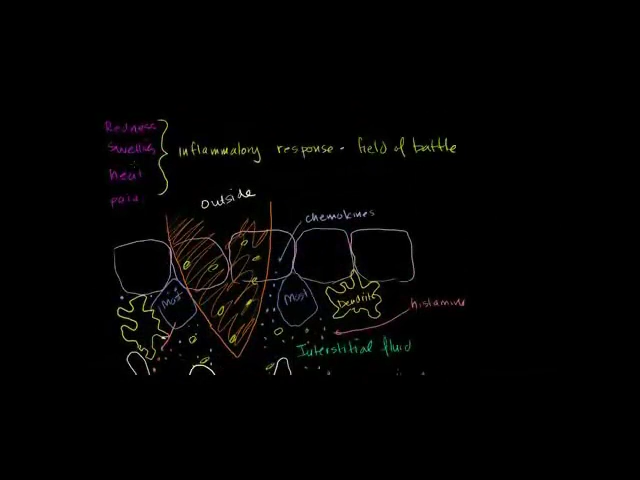 Redness
Swelling
inflammatory response - field of battle
heat
pain
outside
chemokines
Mast
Mast
Dendritic
histamine
Interstitial fluid